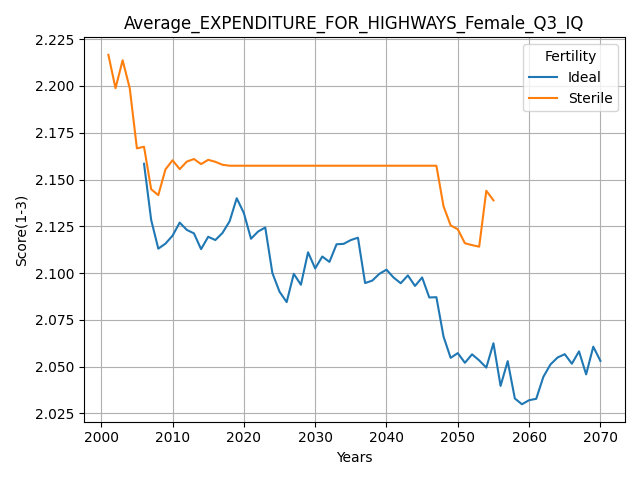 Average_EXPENDITURE_FOR_HIGHWAYS_Female_Q3_IQ
Fertility
Ideal
Sterile
Score(1-3)
2.225
2.200
2.175
2.150
2.125
2.100
2.075
2.050
2.025
2000 2010 2020 2030 2040 2050 2060 2070
Years